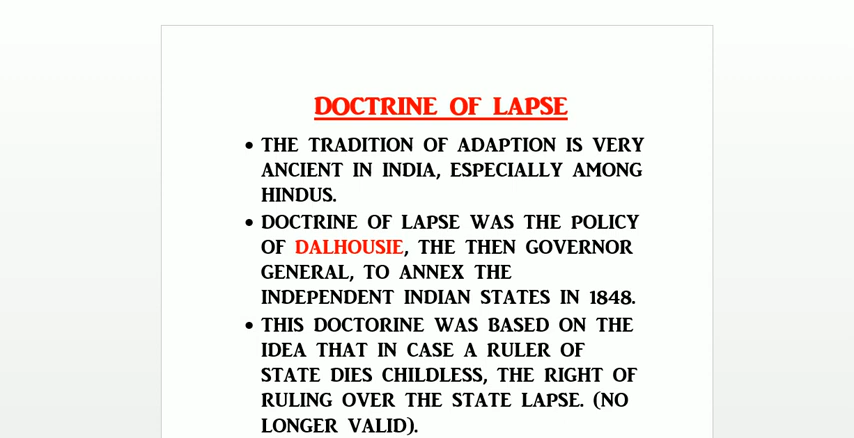 DOCTRINE OF LAPSE
• THE TRADITION OF ADAPTION IS VERY
ANCIENT IN INDIA, ESPECIALLY AMONG
HINDUS.
• DOCTRINE OF LAPSE WAS THE POLICY
OF DALHOUSIE, THE THEN GOVERNOR
GENERAL, TO ANNEX THE
INDEPENDENT INDIAN STATES IN 1848.
• THIS DOCTORINE WAS BASED ON THE
IDEA THAT IN CASE A RULER OF
STATE DIES CHILDLESS, THE RIGHT OF
RULING OVER THE STATE LAPSE. (NO
LONGER VALID).